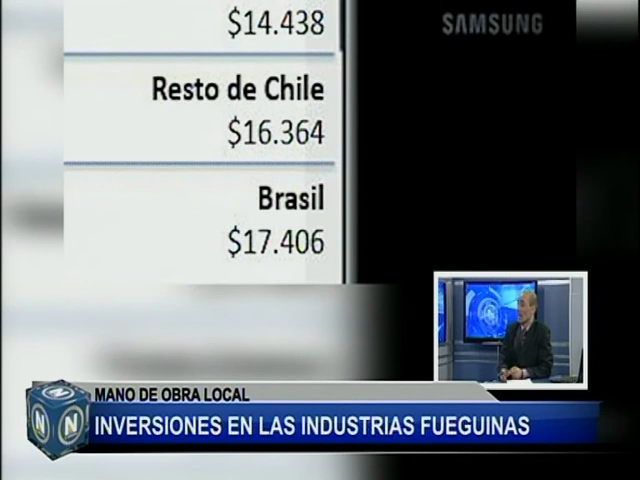 $14.438
SAMSUNG
Resto de Chile
$16.364
Brasil
$17.406
MANO DE OBRA LOCAL
INVERSIONES EN LAS INDUSTRIAS FUEGUINAS
N N